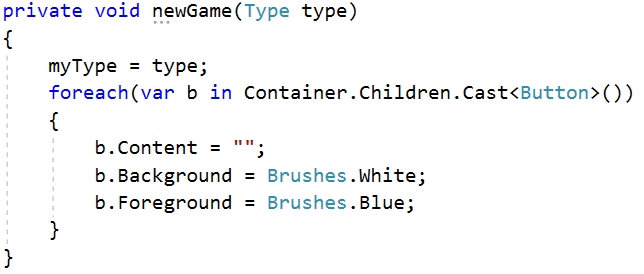 private void newGame(Type type)
{
    myType = type;
    foreach(var b in Container.Children.Cast<Button>())
    {
        b.Content = "";
        b.Background = Brushes.White;
        b.Foreground = Brushes.Blue;
    }
}